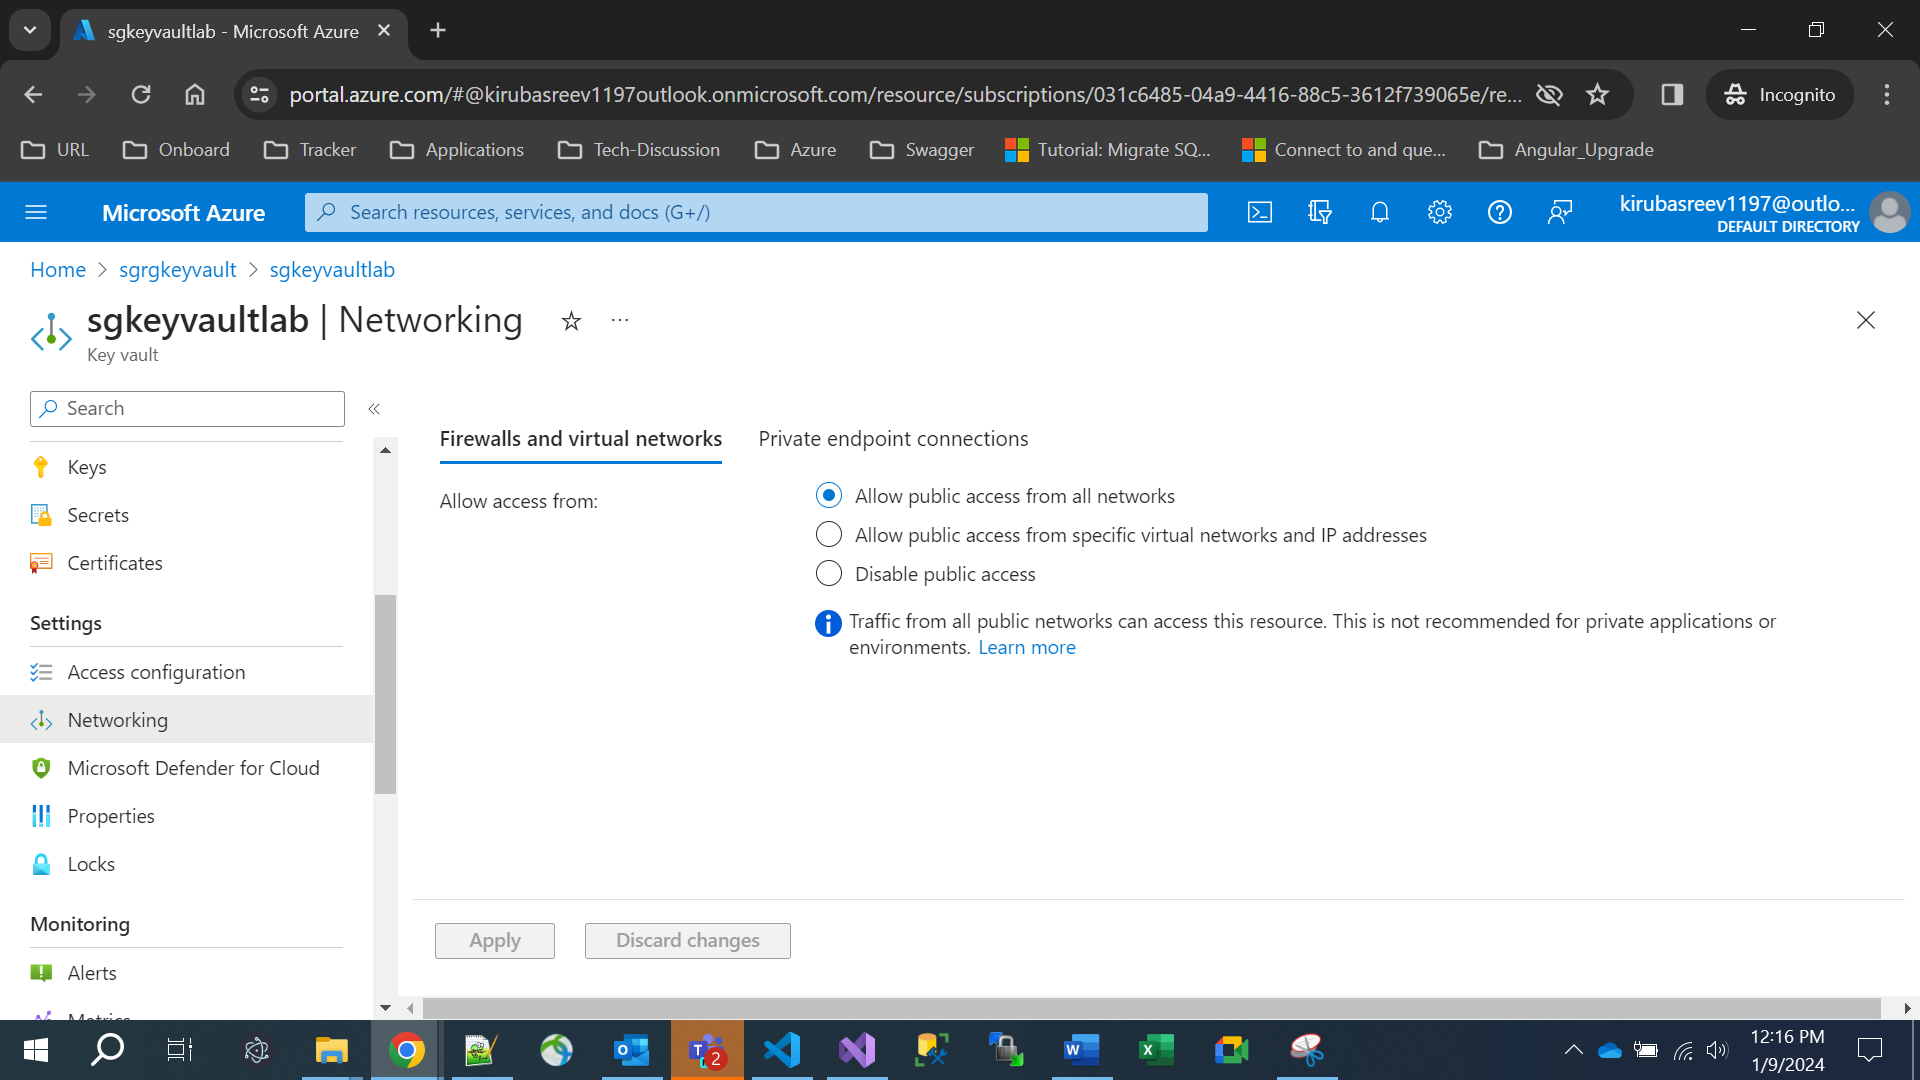 sgkeyvaultlab - Microsoft Azure
portal.azure.com/#@kirubasreev1197outlook.onmicrosoft.com/resource/subscriptions/031c6485-04a9-4416-88c5-3612f739065e/re...
Incognito
URL
Onboard
Tracker
Applications
Tech-Discussion
Azure
Swagger
Tutorial: Migrate SQ...
Connect to and que...
Angular_Upgrade
Microsoft Azure
Search resources, services, and docs (G+/)
kirubasreev1197@outlo...
DEFAULT DIRECTORY
Home > sgrgkeyvault > sgkeyvaultlab
sgkeyvaultlab | Networking
Key vault
Search
Keys
Secrets
Certificates
Settings
Access configuration
Networking
Microsoft Defender for Cloud
Properties
Locks
Monitoring
Alerts
Metrics
Firewalls and virtual networks
Private endpoint connections
Allow access from:
Allow public access from all networks
Allow public access from specific virtual networks and IP addresses
Disable public access
Traffic from all public networks can access this resource. This is not recommended for private applications or
environments. Learn more
Apply
Discard changes
2
12:16 PM
1/9/2024